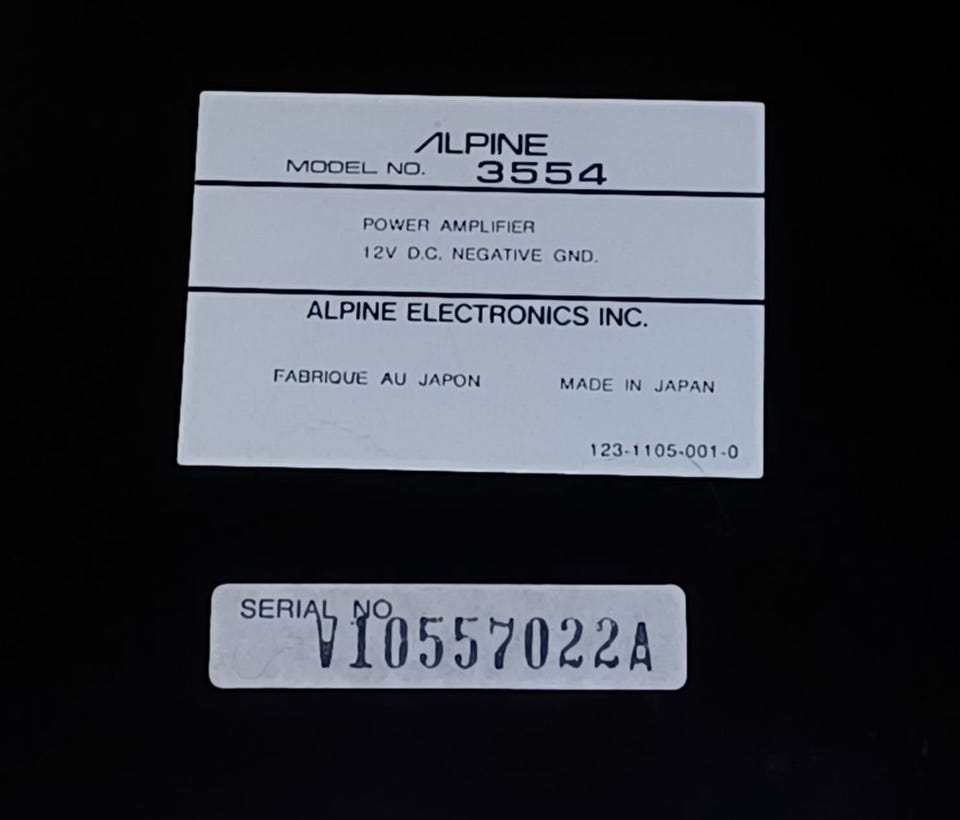 ALPINE
MODEL NO. 3554
POWER AMPLIFIER
12V D.C. NEGATIVE GND.
ALPINE ELECTRONICS INC.
FABRIQUE AU JAPON MADE IN JAPAN
123-1105-001-0
SERIAL NO
V10557022A